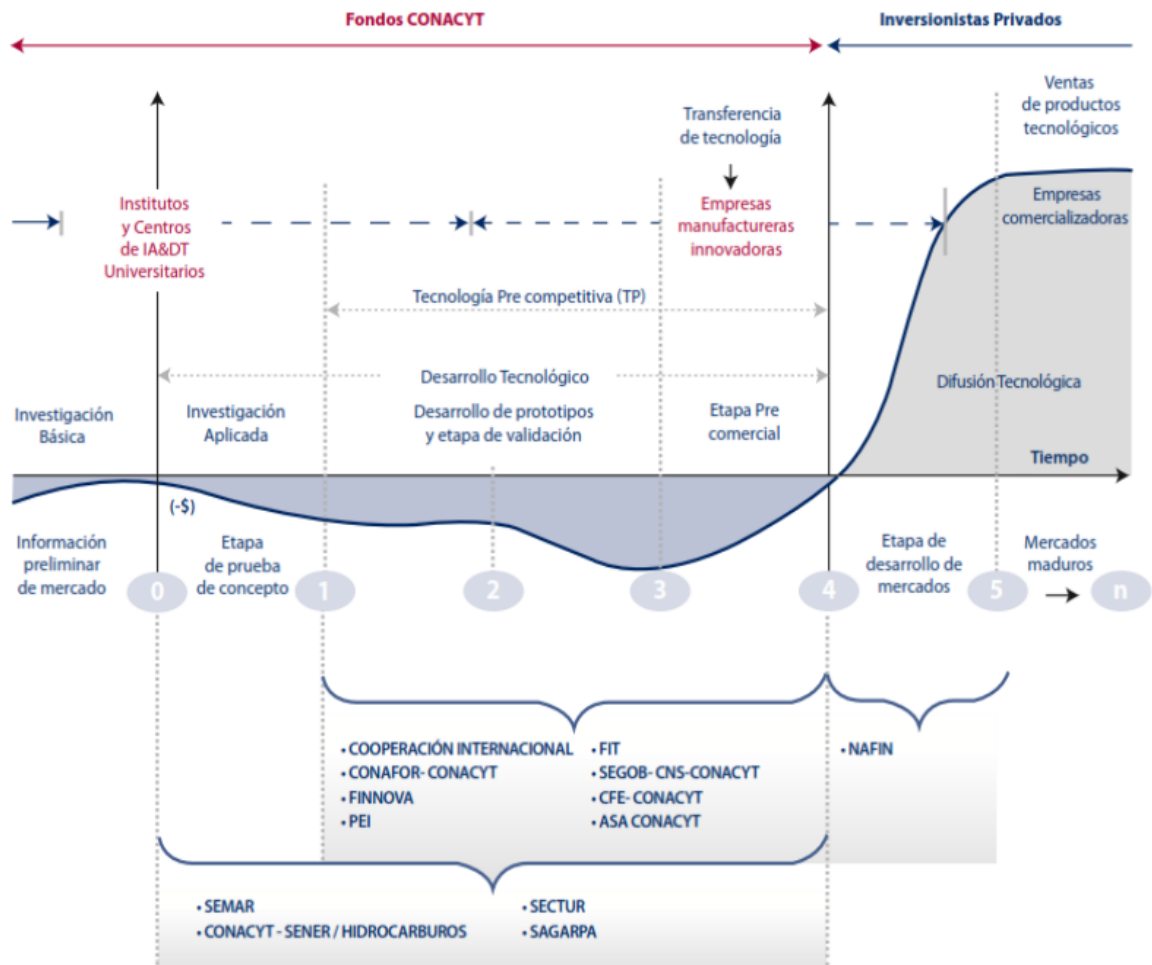 Fondos CONACYT
Inversionistas Privados
Ventas
de productos
tecnológicos
Transferencia
de tecnología
Institutos
y Centros
de IA&DT
Universitarios
Empresas
manufactureras
innovadoras
Empresas
comercializadoras
Tecnología Pre competitiva (TP)
Desarrollo Tecnológico
Difusión Tecnológica
Investigación
Básica
Investigación
Aplicada
Desarrollo de prototipos
y etapa de validación
Etapa Pre
comercial
Tiempo
(-$)
Información
preliminar
de mercado
Etapa
de prueba
de concepto
Etapa de
desarrollo de
mercados
Mercados
maduros
0
1
2
3
4
5
n
• COOPERACIÓN INTERNACIONAL
• CONAFOR- CONACYT
• FINNOVA
• PEI
• FIT
• SEGOB- CNS-CONACYT
• CFE- CONACYT
• ASA CONACYT
• NAFIN
• SEMAR
• CONACYT - SENER / HIDROCARBUROS
• SECTUR
• SAGARPA